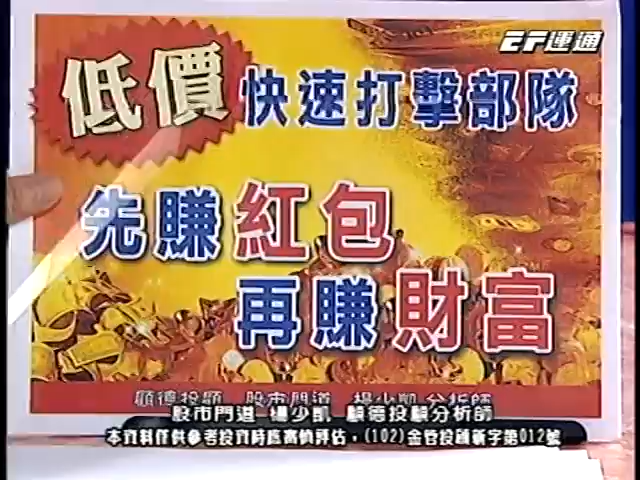 EF運通
低價 快速打擊部隊
先賺紅包
再賺財富
順德投顧 股市門道 楊少凱 分析師
股市門道 楊少凱 順德投顧分析師
本資料僅供參考投資時應審慎評估,(102)金管投顧新字第012號